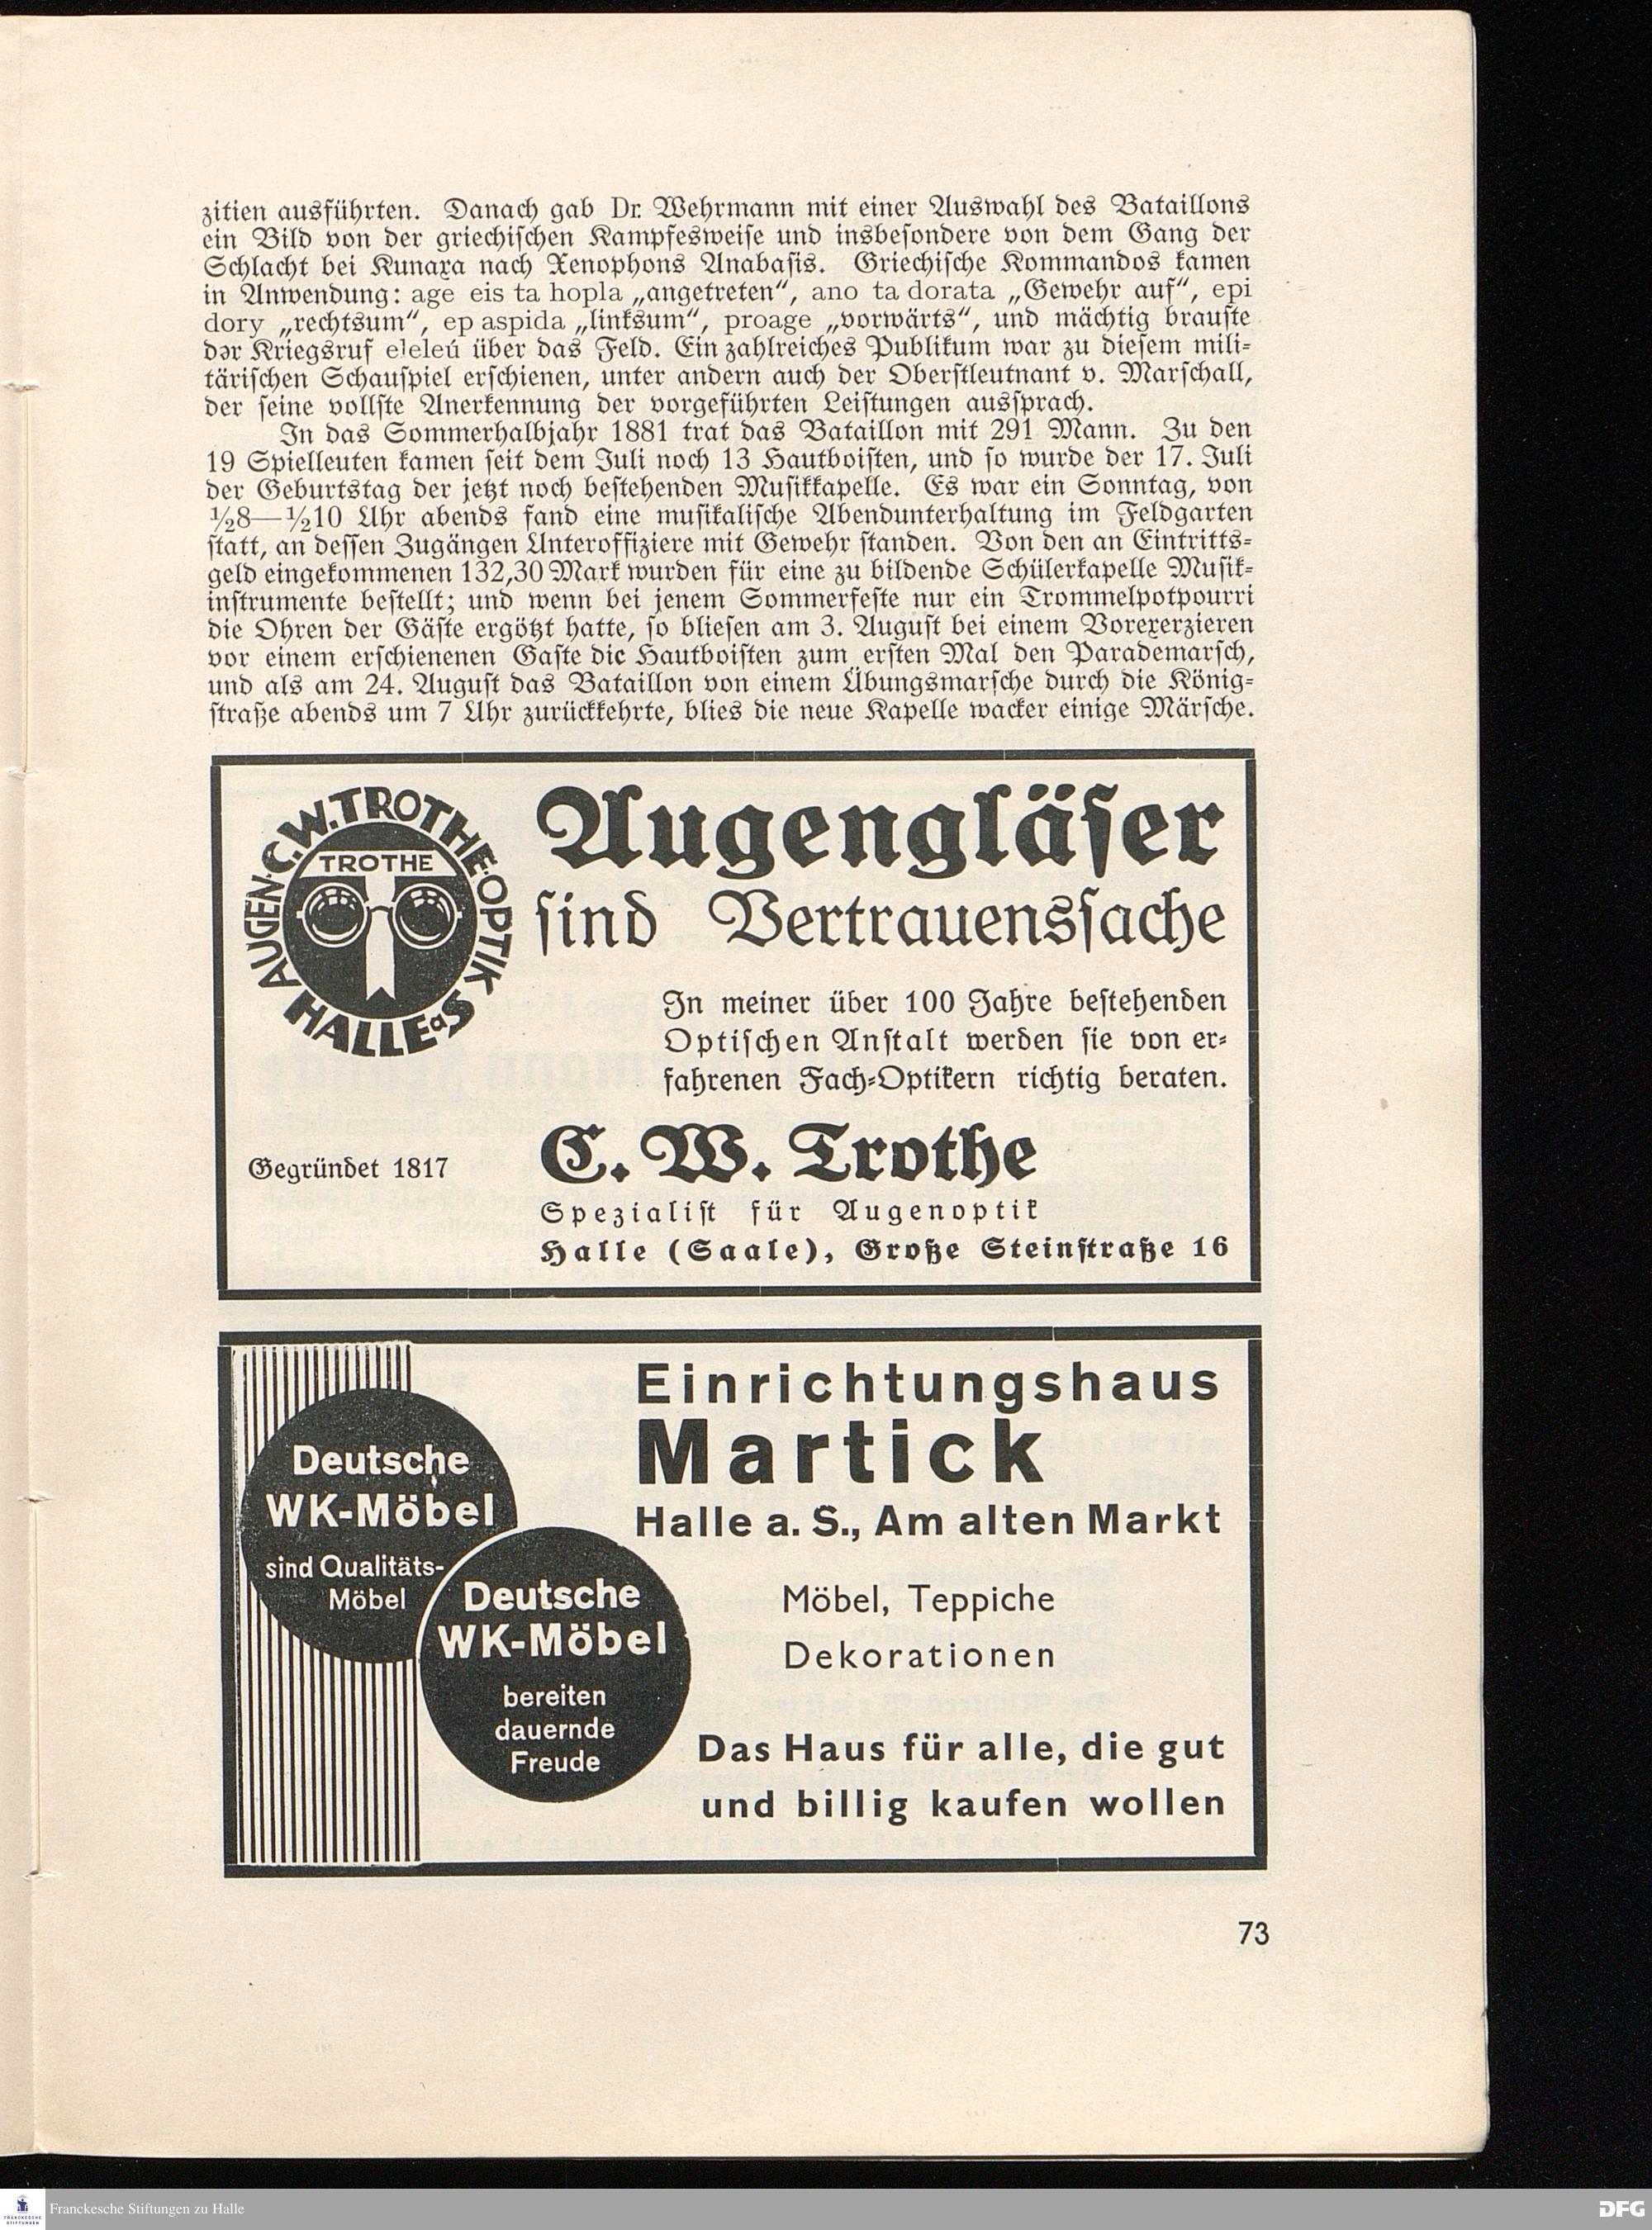 zitien ausführten. Danach gab Dr. Wehrmann mit einer Auswahl des Bataillons
ein Bild von der griechischen Kampfesweise und insbesondere von dem Gang der
Schlacht bei Kunaxa nach Xenophons Anabasis. Griechische Kommandos kamen
in Anwendung: age eis ta hopla „angetreten“, ano ta dorata „Gewehr auf“, epi
dory „rechtsum“, ep aspida „linksum“, proage „vorwärts“, und mächtig brauste
der Kriegsruf eleleú über das Feld. Ein zahlreiches Publikum war zu diesem mili-
tärischen Schauspiel erschienen, unter andern auch der Oberstleutnant v. Marschall,
der seine vollste Anerkennung der vorgeführten Leistungen aussprach.
In das Sommerhalbjahr 1881 trat das Bataillon mit 291 Mann. Zu den
19 Spielleuten kamen seit dem Juli noch 13 Hautboisten, und so wurde der 17. Juli
der Geburtstag der jetzt noch bestehenden Musikkapelle. Es war ein Sonntag, von
½8—½10 Uhr abends fand eine musikalische Abendunterhaltung im Feldgarten
statt, an dessen Zugängen Unteroffiziere mit Gewehr standen. Von den an Eintritts-
geld eingekommenen 132,30 Mark wurden für eine zu bildende Schülerkapelle Musik-
instrumente bestellt; und wenn bei jenem Sommerfeste nur ein Trommelpotpourri
die Ohren der Gäste ergötzt hatte, so bliesen am 3. August bei einem Vorexerzieren
vor einem erschienenen Gaste die Hautboisten zum ersten Mal den Parademarsch,
und als am 24. August das Bataillon von einem Übungsmarsche durch die König-
straße abends um 7 Uhr zurückkehrte, blies die neue Kapelle wacker einige Märsche.
AUGEN·C.W.TROTHE·OPTIK
TROTHE
HALLE a S
Augengläser
sind Vertrauenssache
In meiner über 100 Jahre bestehenden
Optischen Anstalt werden sie von er-
fahrenen Fach-Optikern richtig beraten.
Gegründet 1817
C. W. Trothe
Spezialist für Augenoptik
Halle (Saale), Große Steinstraße 16
Einrichtungshaus
Martick
Halle a. S., Am alten Markt
Deutsche
WK-Möbel
sind Qualitäts-
Möbel
Deutsche
WK-Möbel
bereiten
dauernde
Freude
Möbel, Teppiche
Dekorationen
Das Haus für alle, die gut
und billig kaufen wollen
73
FRANCKESCHE
STIFTUNGEN
Franckesche Stiftungen zu Halle
DFG